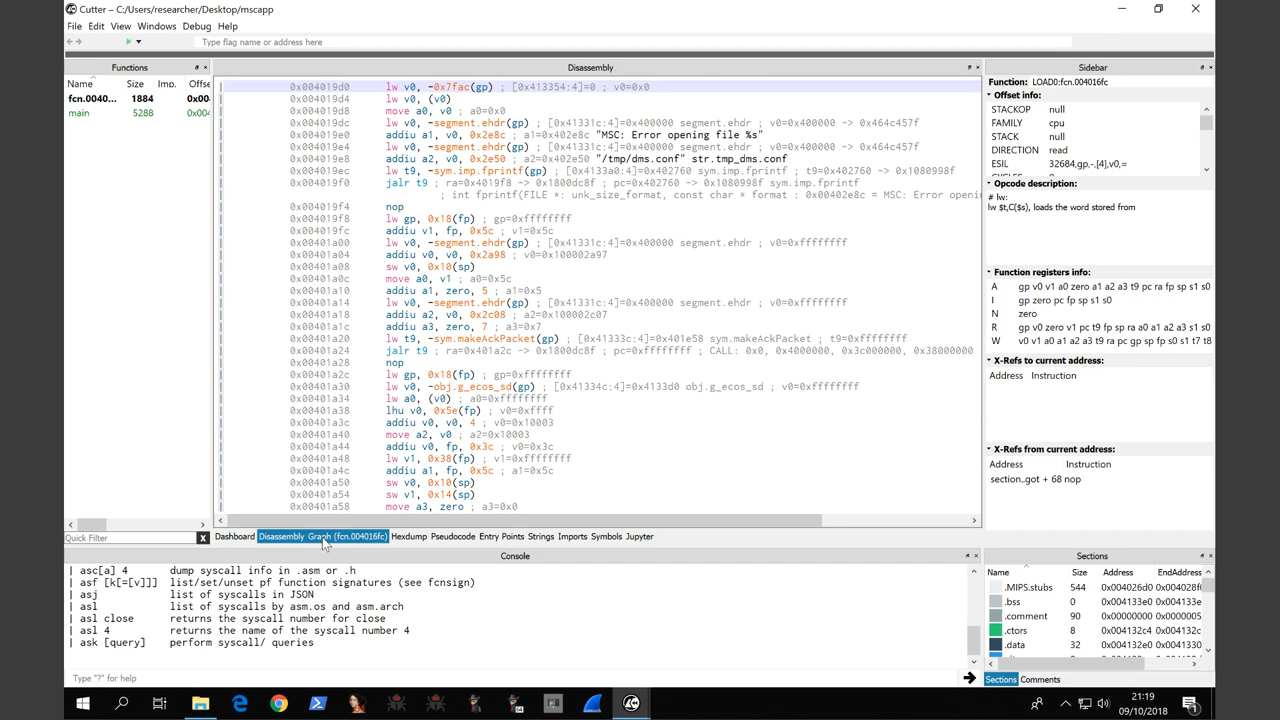 Cutter – C:/Users/researcher/Desktop/mscapp
File Edit View Windows Debug Help
Type flag name or address here
Functions
Name Size Imp. Offse
fcn.0040... 1884 0x00
main 5288 0x004
Quick Filter X
Disassembly
0x004019d0 lw v0, -0x7fac(gp) ; [0x413354:4]=0 ; v0=0x0
0x004019d4 lw v0, (v0)
0x004019d8 move a0, v0 ; a0=0x0
0x004019dc lw v0, -segment.ehdr(gp) ; [0x41331c:4]=0x400000 segment.ehdr ; v0=0x400000 -> 0x464c457f
0x004019e0 addiu a1, v0, 0x2e8c ; a1=0x402e8c "MSC: Error opening file %s"
0x004019e4 lw v0, -segment.ehdr(gp) ; [0x41331c:4]=0x400000 segment.ehdr ; v0=0x400000 -> 0x464c457f
0x004019e8 addiu a2, v0, 0x2e50 ; a2=0x402e50 "/tmp/dms.conf" str.tmp_dms.conf
0x004019ec lw t9, -sym.imp.fprintf(gp) ; [0x4133a0:4]=0x402760 sym.imp.fprintf ; t9=0x402760 -> 0x1080998f
0x004019f0 jalr t9 ; ra=0x4019f8 -> 0x1800dc8f ; pc=0x402760 -> 0x1080998f sym.imp.fprintf
; int fprintf(FILE *: unk_size_format, const char * format : 0x00402e8c = MSC: Error openin
0x004019f4 nop
0x004019f8 lw gp, 0x18(fp) ; gp=0xffffffff
0x004019fc addiu v1, fp, 0x5c ; v1=0x5c
0x00401a00 lw v0, -segment.ehdr(gp) ; [0x41331c:4]=0x400000 segment.ehdr ; v0=0xffffffff
0x00401a04 addiu v0, v0, 0x2a98 ; v0=0x100002a97
0x00401a08 sw v0, 0x10(sp)
0x00401a0c move a0, v1 ; a0=0x5c
0x00401a10 addiu a1, zero, 5 ; a1=0x5
0x00401a14 lw v0, -segment.ehdr(gp) ; [0x41331c:4]=0x400000 segment.ehdr ; v0=0xffffffff
0x00401a18 addiu a2, v0, 0x2c08 ; a2=0x100002c07
0x00401a1c addiu a3, zero, 7 ; a3=0x7
0x00401a20 lw t9, -sym.makeAckPacket(gp) ; [0x41333c:4]=0x401e58 sym.makeAckPacket ; t9=0xffffffff
0x00401a24 jalr t9 ; ra=0x401a2c -> 0x1800dc8f ; pc=0xffffffff ; CALL: 0x0, 0x4000000, 0x3c000000, 0x38000000
0x00401a28 nop
0x00401a2c lw gp, 0x18(fp) ; gp=0xffffffff
0x00401a30 lw v0, -obj.g_ecos_sd(gp) ; [0x41334c:4]=0x4133d0 obj.g_ecos_sd ; v0=0xffffffff
0x00401a34 lw a0, (v0) ; a0=0xffffffff
0x00401a38 lhu v0, 0x5e(fp) ; v0=0xffff
0x00401a3c addiu v0, v0, 4 ; v0=0x10003
0x00401a40 move a2, v0 ; a2=0x10003
0x00401a44 addiu v0, fp, 0x3c ; v0=0x3c
0x00401a48 lw v1, 0x38(fp) ; v1=0xffffffff
0x00401a4c addiu a1, fp, 0x5c ; a1=0x5c
0x00401a50 sw v0, 0x10(sp)
0x00401a54 sw v1, 0x14(sp)
0x00401a58 move a3, zero ; a3=0x0
Dashboard Disassembly Graph (fcn.004016fc) Hexdump Pseudocode Entry Points Strings Imports Symbols Jupyter
Sidebar
Function: LOAD0:fcn.004016fc
Offset info:
STACKOP null
FAMILY cpu
STACK null
DIRECTION read
ESIL 32684,gp,-,[4],v0,=
Opcode description:
# lw:
lw $t,C($s), loads the word stored from
Function registers info:
A gp v0 v1 pc t9 fp sp ra a0 a1 a2 a3 s1 s0
I gp zero pc fp sp s1 s0
N zero
R gp v0 zero v1 pc t9 fp sp ra a0 a1 a2 a3
W v0 a0 a1 a2 t9 ra pc gp sp fp s0 s1 t7 t8
X-Refs to current address:
Address Instruction
X-Refs from current address:
Address Instruction
section..got + 68 nop
Console
| asc[a] 4 dump syscall info in .asm or .h
| asf [k[=[v]]] list/set/unset pf function signatures (see fcnsign)
| asj list of syscalls in JSON
| asl list of syscalls by asm.os and asm.arch
| asl close returns the syscall number for close
| asl 4 returns the name of the syscall number 4
| ask [query] perform syscall/ queries
Type "?" for help
Sections
Name Size Address EndAddress
.MIPS.stubs 544 0x004026d0 0x004028f0
.bss 0 0x004133e0 0x004133e
.comment 90 0x00000000 0x0000005
.ctors 8 0x004132c4 0x004132c
.data 32 0x004132e0 0x0041330
Sections Comments
21:19
09/10/2018